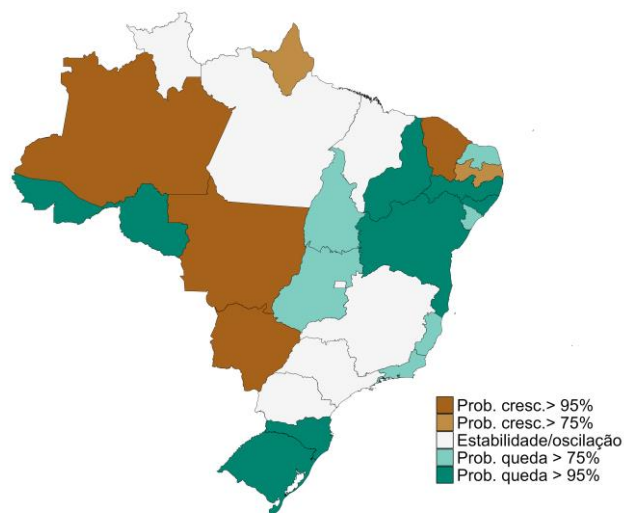 Prob. cresc.> 95%
Prob. cresc.> 75%
Estabilidade/oscilação
Prob. queda > 75%
Prob. queda > 95%